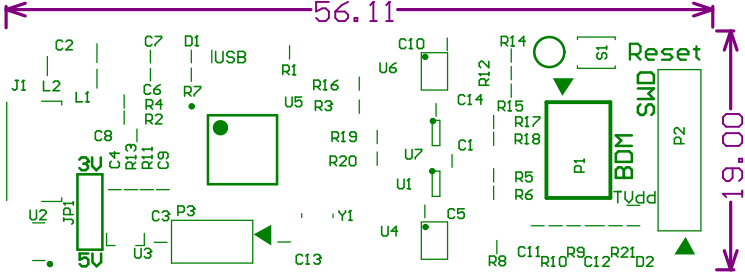 56.11
C2
C7
D1
USB
R1
C10
U6
R14
S1
Reset
J1
L2
L1
C6
R4
R2
R7
U5
R16
R3
R12
C14
R15
SWD
C8
R19
R20
R17
R18
C1
U7
P2
19.00
3V
C4
R13
R11
C9
P1
BDM
U1
R5
R6
TVdd
U2
JP1
C3
P3
Y1
U4
C5
5V
U3
C13
R8
C11
R10
R9
C12
R21
D2